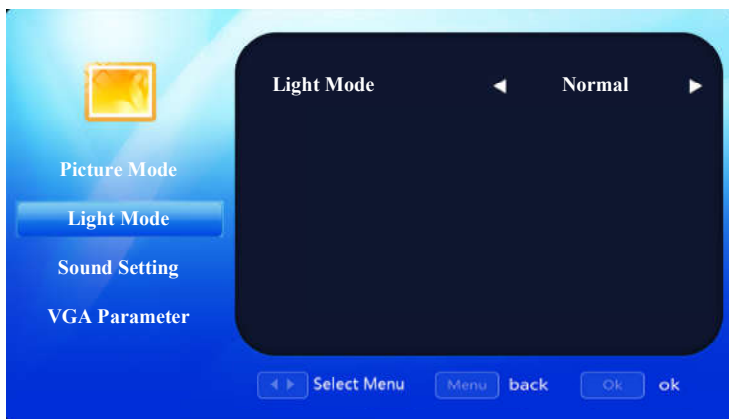 Light Mode Normal
Picture Mode
Light Mode
Sound Setting
VGA Parameter
Select Menu Menu back Ok ok